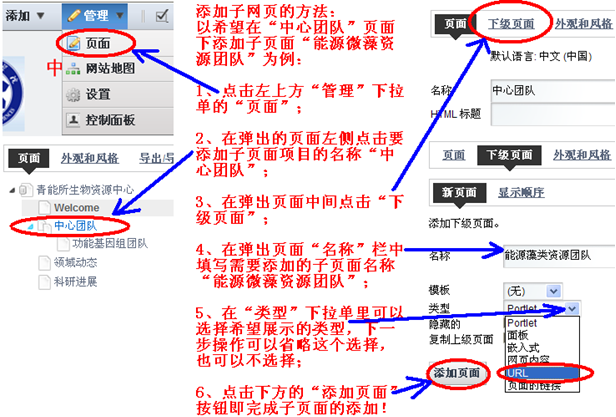 添加
管理
页面
网站地图
设置
控制面板
中
页面 外观和风格 导出/导
青能所生物资源中心
Welcome
中心团队
功能基因组团队
领域动态
科研进展
添加子网页的方法：
以希望在“中心团队”页面
下添加子页面“能源微藻资
源团队”为例：
1、点击左上方“管理”下拉
单的“页面”；
2、在弹出的页面左侧点击要
添加子页面项目的名称“中
心团队”；
3、在弹出页面中间点击“下
级页面”；
4、在弹出页面“名称”栏中
填写需要添加的子页面名称
“能源微藻资源团队”；
5、在“类型”下拉单里可以
选择希望展示的类型，下一
步操作可以省略这个选择，
也可以不选择；
6、点击下方的“添加页面”
按钮即完成子页面的添加！
页面 下级页面 外观和风格
默认语言: 中文 (中国)
名称 中心团队
HTML 标题
页面 下级页面 外观和风格
新页面 显示顺序
添加下级页面。
名称 能源藻类资源团队
模板 (无)
类型 Portlet
隐藏的 Portlet
复制上级页面 面板
嵌入式
网页内容
URL
页面的链接
添加页面